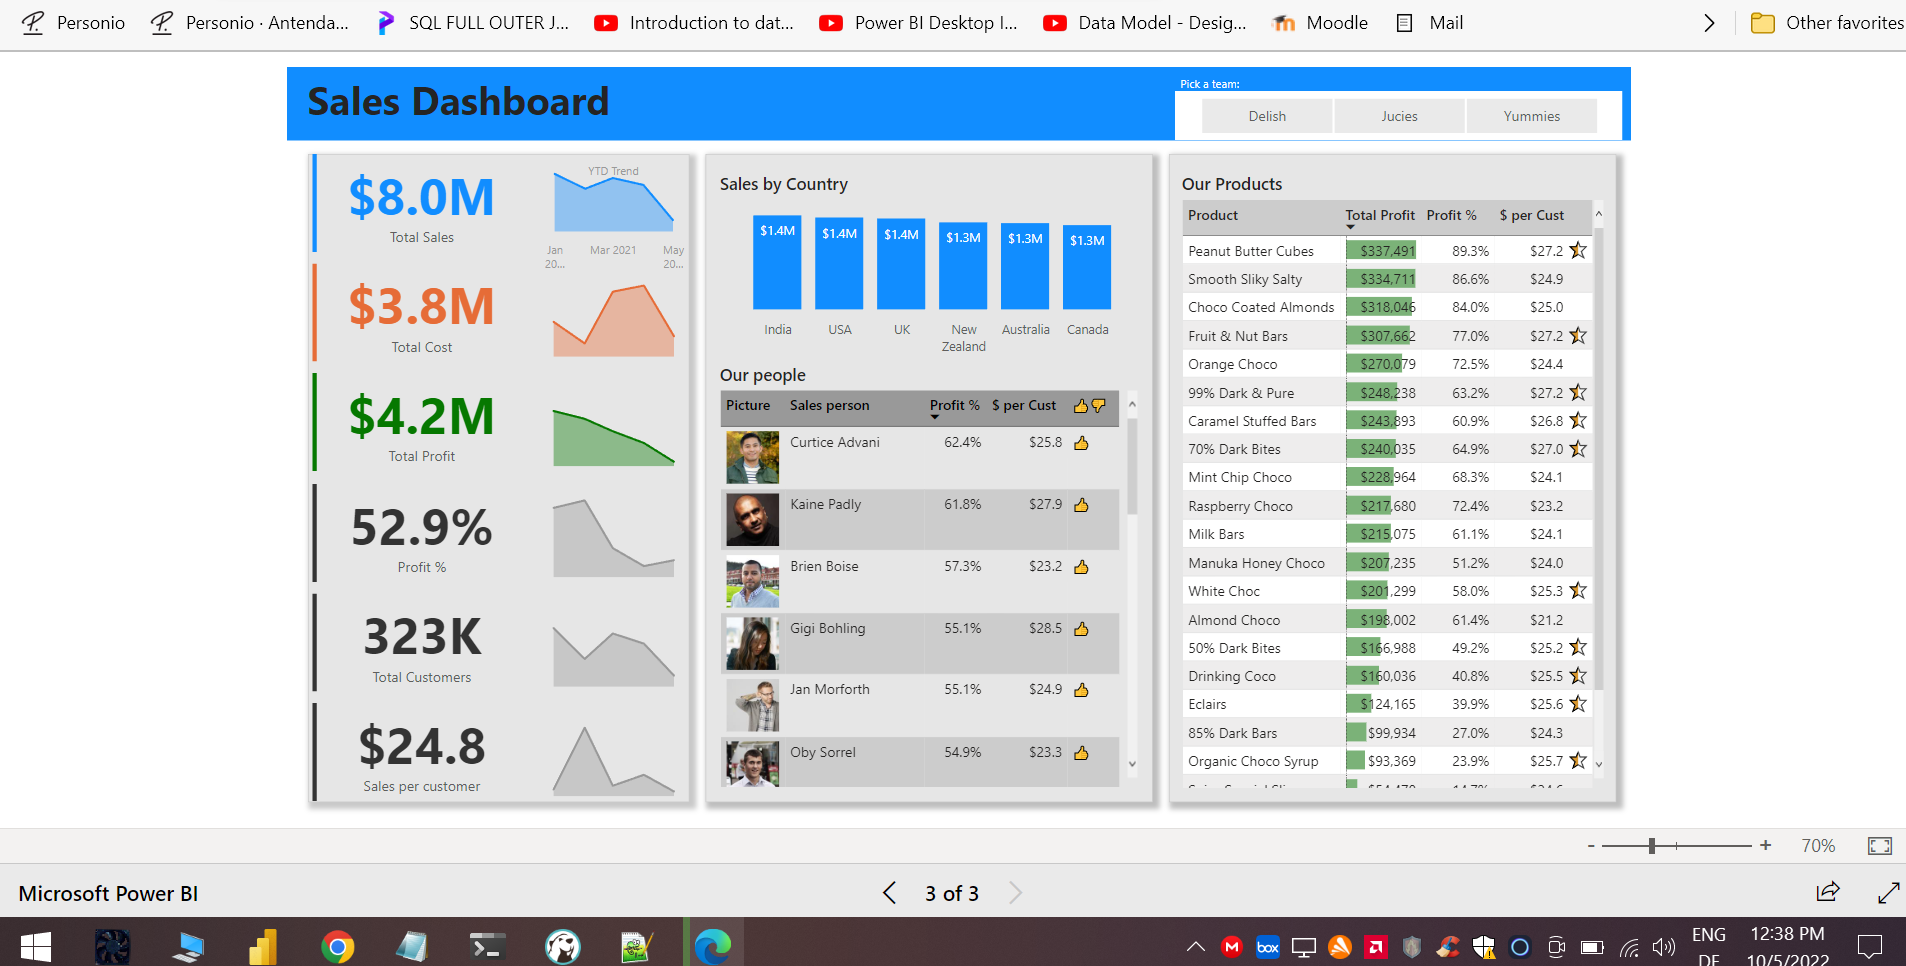 Personio
Personio · Antenda...
SQL FULL OUTER J...
Introduction to dat...
Power BI Desktop I...
Data Model - Desig...
Moodle
Mail
Other favorites
Sales Dashboard
Pick a team:
Delish
Jucies
Yummies
$8.0M
Total Sales
YTD Trend
Jan 20...
Mar 2021
May 20...
$3.8M
Total Cost
$4.2M
Total Profit
52.9%
Profit %
323K
Total Customers
$24.8
Sales per customer
Sales by Country
$1.4M $1.4M $1.4M $1.3M $1.3M $1.3M
India USA UK New Zealand Australia Canada
Our people
Picture Sales person Profit % $ per Cust
Curtice Advani 62.4% $25.8
Kaine Padly 61.8% $27.9
Brien Boise 57.3% $23.2
Gigi Bohling 55.1% $28.5
Jan Morforth 55.1% $24.9
Oby Sorrel 54.9% $23.3
Our Products
Product Total Profit Profit % $ per Cust
Peanut Butter Cubes $337,491 89.3% $27.2
Smooth Sliky Salty $334,711 86.6% $24.9
Choco Coated Almonds $318,046 84.0% $25.0
Fruit & Nut Bars $307,662 77.0% $27.2
Orange Choco $270,079 72.5% $24.4
99% Dark & Pure $248,238 63.2% $27.2
Caramel Stuffed Bars $243,893 60.9% $26.8
70% Dark Bites $240,035 64.9% $27.0
Mint Chip Choco $228,964 68.3% $24.1
Raspberry Choco $217,680 72.4% $23.2
Milk Bars $215,075 61.1% $24.1
Manuka Honey Choco $207,235 51.2% $24.0
White Choc $201,299 58.0% $25.3
Almond Choco $198,002 61.4% $21.2
50% Dark Bites $166,988 49.2% $25.2
Drinking Coco $160,036 40.8% $25.5
Eclairs $124,165 39.9% $25.6
85% Dark Bars $99,934 27.0% $24.3
Organic Choco Syrup $93,369 23.9% $25.7
- + 70%
Microsoft Power BI
3 of 3
box
ENG
DE
12:38 PM
10/5/2022